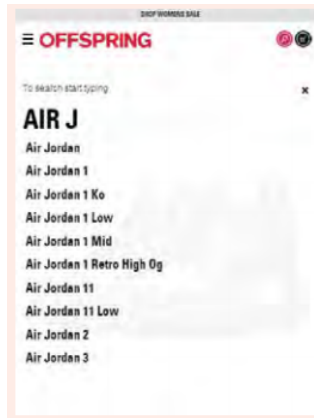 SHOP WOMENS SALE
OFFSPRING
To search start typing
AIR J
Air Jordan
Air Jordan 1
Air Jordan 1 Ko
Air Jordan 1 Low
Air Jordan 1 Mid
Air Jordan 1 Retro High Og
Air Jordan 11
Air Jordan 11 Low
Air Jordan 2
Air Jordan 3